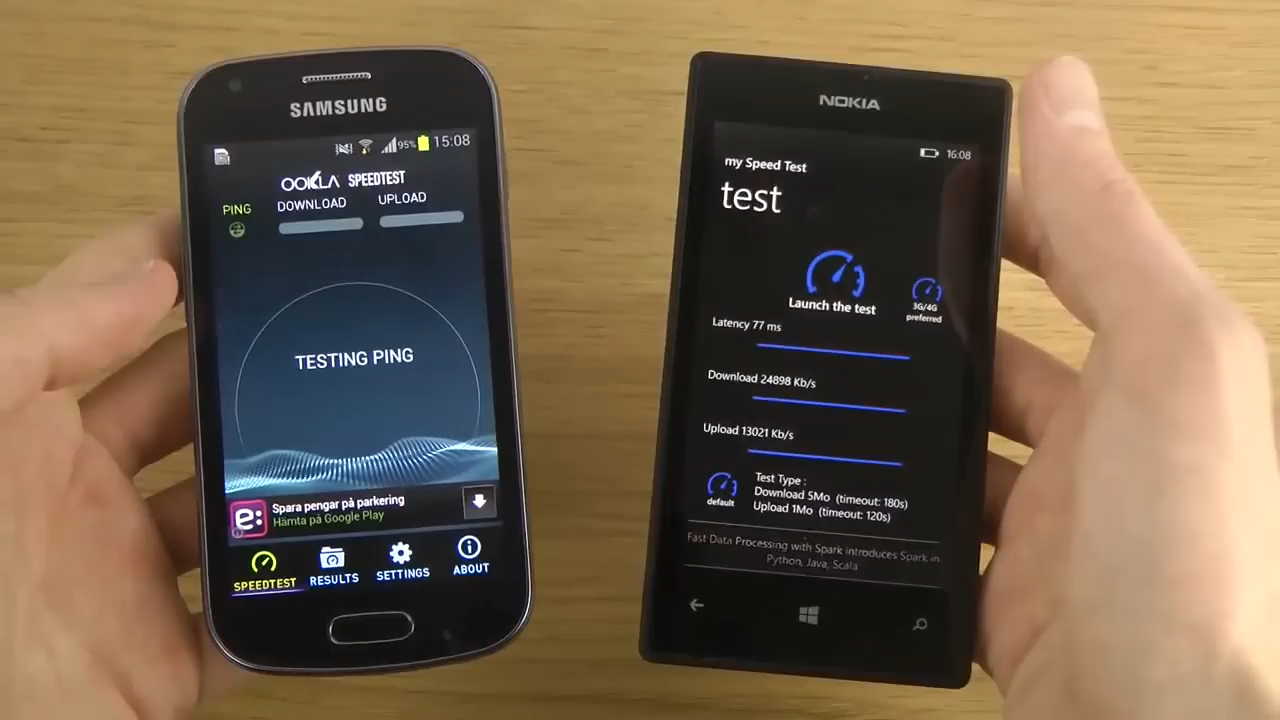 SAMSUNG
95% 15:08
OOKLA SPEEDTEST
PING DOWNLOAD UPLOAD
TESTING PING
e: Spara pengar på parkering
Hämta på Google Play
SPEEDTEST RESULTS SETTINGS ABOUT
NOKIA
16:08
my Speed Test
test
Launch the test
3G/4G
preferred
Latency 77 ms
Download 24898 Kb/s
Upload 13021 Kb/s
default
Test Type :
Download 5Mo (timeout: 180s)
Upload 1Mo (timeout: 120s)
Fast Data Processing with Spark introduces Spark in
Python, Java, Scala